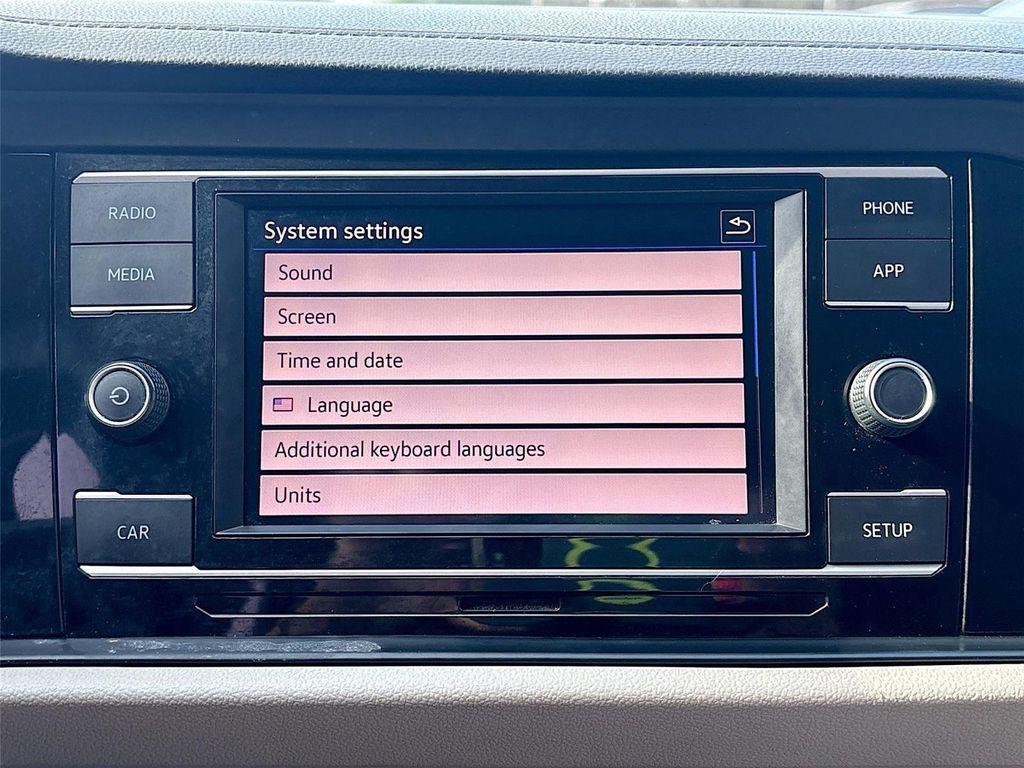 RADIO
MEDIA
CAR
System settings
Sound
Screen
Time and date
Language
Additional keyboard languages
Units
PHONE
APP
SETUP